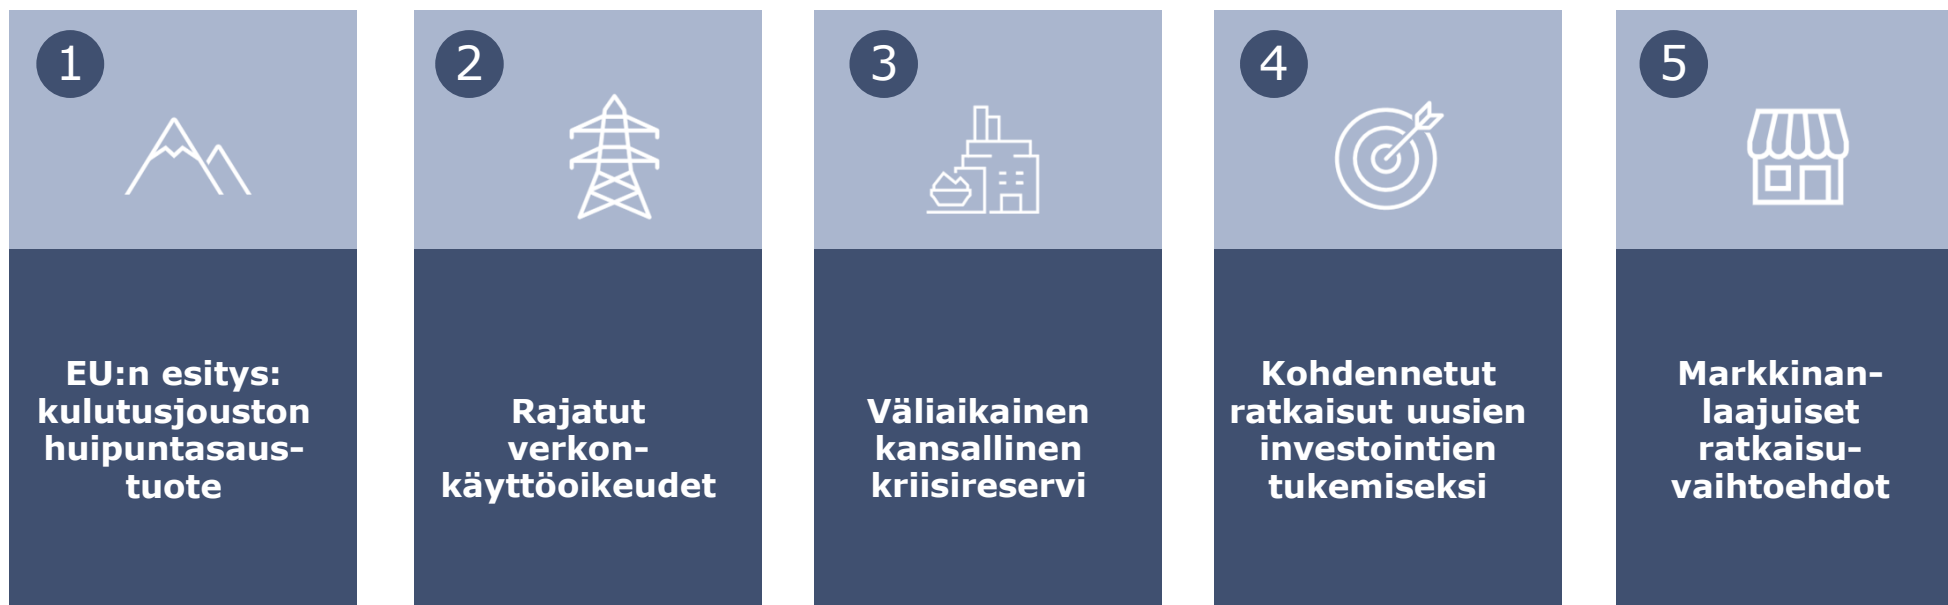 1
EU:n esitys:
kulutusjouston
huipuntasaus-
tuote
2
Rajatut
verkon-
käyttöoikeudet
3
Väliaikainen
kansallinen
kriisireservi
4
Kohdennetut
ratkaisut uusien
investointien
tukemiseksi
5
Markkinan-
laajuiset
ratkaisu-
vaihtoehdot